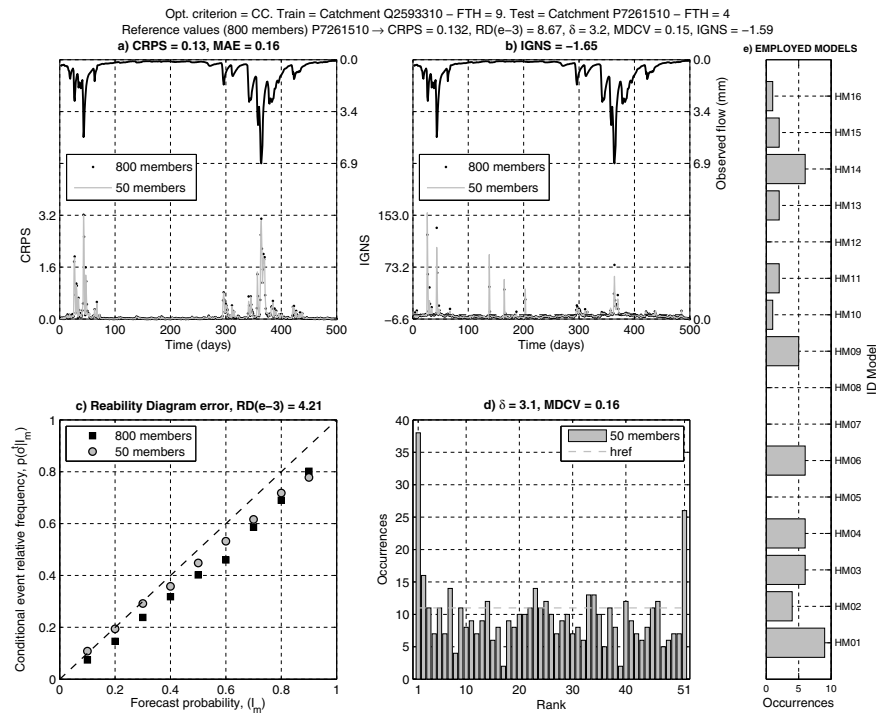 Opt. criterion = CC. Train = Catchment Q2593310 − FTH = 9. Test = Catchment P7261510 − FTH = 4
Reference values (800 members) P7261510 → CRPS = 0.132, RD(e−3) = 8.67, δ = 3.2, MDCV = 0.15, IGNS = −1.59
a) CRPS = 0.13, MAE = 0.16
0.0
3.4
6.9
800 members
50 members
3.2
1.6
0.0
CRPS
0 100 200 300 400 500
Time (days)
b) IGNS = −1.65
0.0
3.4
6.9
0.0
Observed flow (mm)
800 members
50 members
153.0
73.2
−6.6
IGNS
0 100 200 300 400 500
Time (days)
c) Reability Diagram error, RD(e−3) = 4.21
800 members
50 members
1
0.8
0.6
0.4
0.2
0
Conditional event relative frequency, p(o¹|Iₘ)
0 0.2 0.4 0.6 0.8 1
Forecast probability, (Iₘ)
d) δ = 3.1, MDCV = 0.16
50 members
href
40
35
30
25
20
15
10
5
0
Occurrences
1 10 20 30 40 51
Rank
e) EMPLOYED MODELS
HM16
HM15
HM14
HM13
HM12
HM11
HM10
HM09
HM08
HM07
HM06
HM05
HM04
HM03
HM02
HM01
ID Model
0 5 10
Occurrences